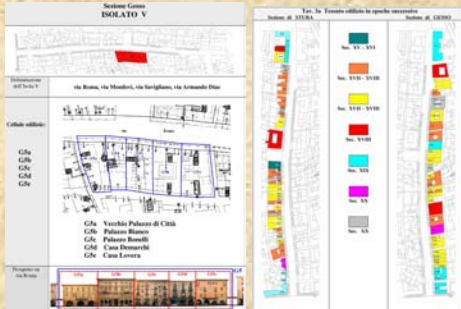 Sezione Gesso
ISOLATO V
via Roma, via Mondovì, via Savigliano, via Armando Diaz
Cellule edilizie:
G5a
G5b
G5c
G5d
G5e
G5a Vecchio Palazzo di Città
G5b Palazzo Bianco
G5c Palazzo Bonelli
G5d Casa Demarchi
G5e Casa Lovera
Prospetto su
via Roma
Tav. 3a Tessuto edilizio in epoche successive
Sezione di STURA
Sezione di GESSO
Sec. XV - XVI
Sec. XVII - XVIII
Sec. XVII - XVIII
Sec. XVIII
Sec. XIX
Sec. XX
Sec. XX